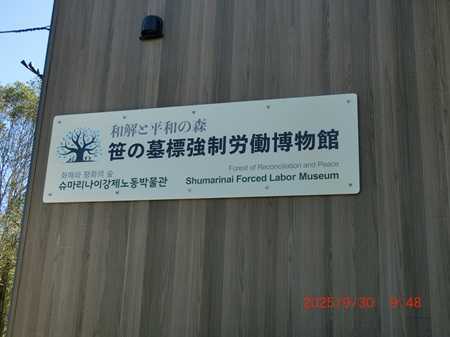 和解と平和の森
笹の墓標強制労働博物館
화해와 평화의 숲
슈마리나이강제노동박물관
Forest of Reconciliation and Peace
Shumarinai Forced Labor Museum
2025/9/30 9:48